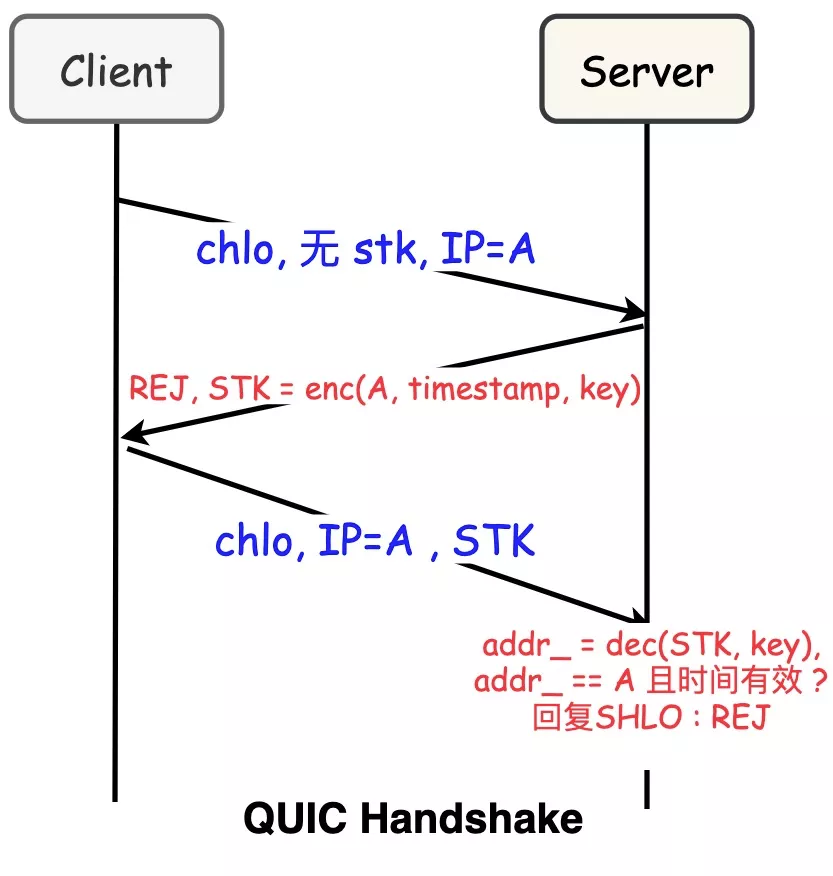 Client
Server
chlo, 无 stk, IP=A
REJ, STK = enc(A, timestamp, key)
chlo, IP=A , STK
addr_ = dec(STK, key),
addr_ == A 且时间有效 ?
回复SHLO : REJ
QUIC Handshake